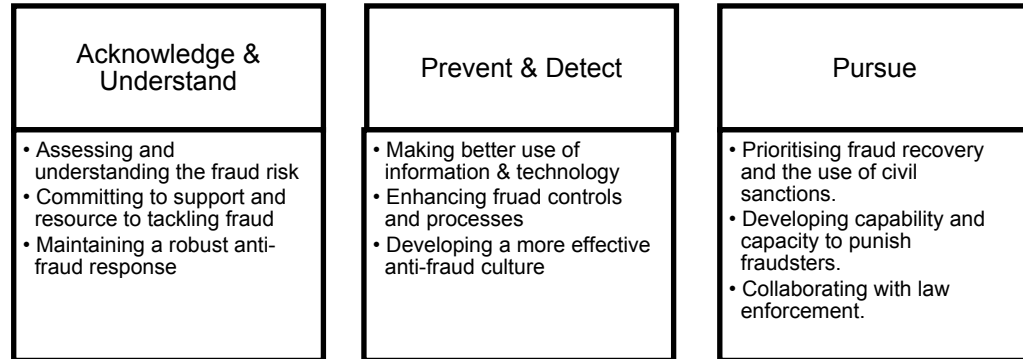 Acknowledge &
Understand
• Assessing and
understanding the fraud risk
• Committing to support and
resource to tackling fraud
• Maintaining a robust anti-
fraud response
Prevent & Detect
• Making better use of
information & technology
• Enhancing fruad controls
and processes
• Developing a more effective
anti-fraud culture
Pursue
• Prioritising fraud recovery
and the use of civil
sanctions.
• Developing capability and
capacity to punish
fraudsters.
• Collaborating with law
enforcement.